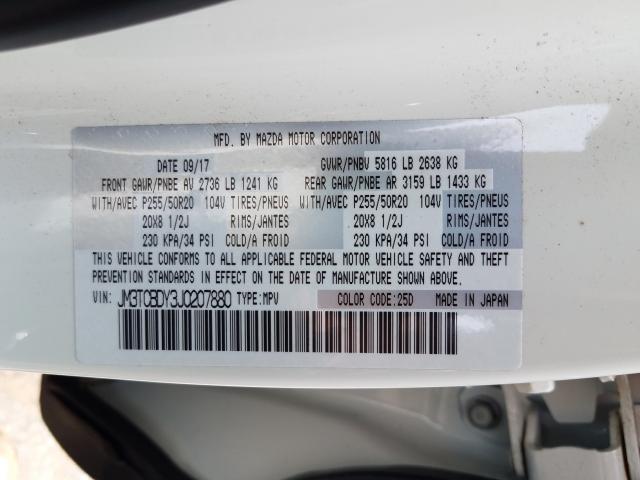 MFD. BY MAZDA MOTOR CORPORATION
DATE 09/17 GVWR/PNBV 5816 LB 2638 KG
FRONT GAWR/PNBE AV 2736 LB 1241 KG REAR GAWR/PNBE AR 3159 LB 1433 KG
WITH/AVEC P255/50R20 104V TIRES/PNEUS WITH/AVEC P255/50R20 104V TIRES/PNEUS
20X8 1/2J RIMS/JANTES 20X8 1/2J RIMS/JANTES
230 KPA/34 PSI COLD/A FROID 230 KPA/34 PSI COLD/A FROID
THIS VEHICLE CONFORMS TO ALL APPLICABLE FEDERAL MOTOR VEHICLE SAFETY AND THEFT
PREVENTION STANDARDS IN EFFECT ON THE DATE OF MANUFACTURE SHOWN ABOVE.
VIN: JM3TCBDY3J0207880 TYPE:MPV COLOR CODE:25D MADE IN JAPAN